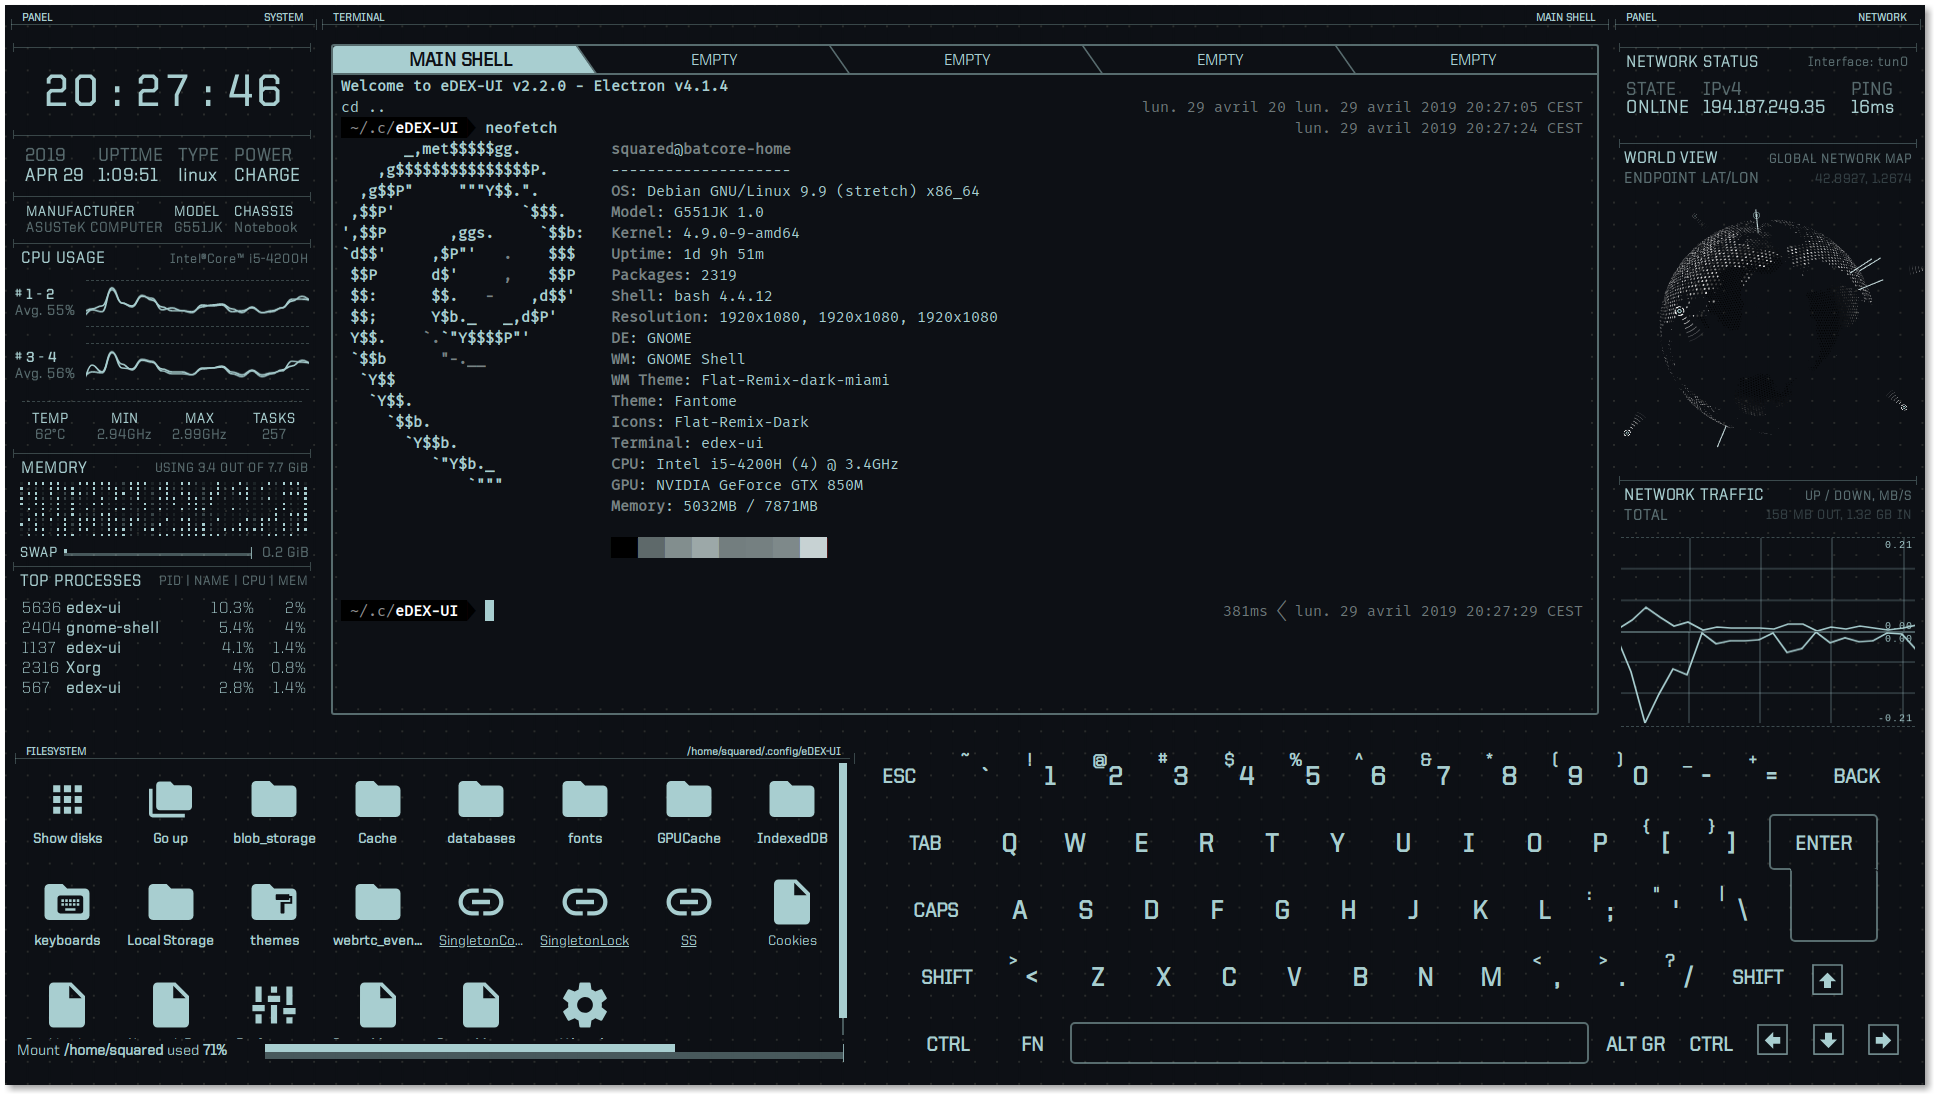 PANEL SYSTEM
20:27:46
2019 UPTIME TYPE POWER
APR 29 1:09:51 linux CHARGE
MANUFACTURER MODEL CHASSIS
ASUSTeK COMPUTER G551JK Notebook
CPU USAGE Intel®Core™ i5-4200H
# 1 - 2
Avg. 55%
# 3 - 4
Avg. 56%
TEMP MIN MAX TASKS
62°C 2.94GHz 2.99GHz 257
MEMORY USING 3.4 OUT OF 7.7 GiB
SWAP 0.2 GiB
TOP PROCESSES PID | NAME | CPU | MEM
5636 edex-ui 10.3% 2%
2404 gnome-shell 5.4% 4%
1137 edex-ui 4.1% 1.4%
2316 Xorg 4% 0.8%
567 edex-ui 2.8% 1.4%
TERMINAL MAIN SHELL
MAIN SHELL EMPTY EMPTY EMPTY EMPTY
Welcome to eDEX-UI v2.2.0 - Electron v4.1.4
cd .. lun. 29 avril 20 lun. 29 avril 2019 20:27:05 CEST
~/.c/eDEX-UI neofetch lun. 29 avril 2019 20:27:24 CEST
_,met$$$$$gg. squared@batcore-home
,g$$$$$$$$$$$$$$$P. --------------------
,g$$P" """Y$$.". OS: Debian GNU/Linux 9.9 (stretch) x86_64
,$$P' `$$$. Model: G551JK 1.0
',$$P ,ggs. `$$b: Kernel: 4.9.0-9-amd64
`d$$' ,$P"' . $$$ Uptime: 1d 9h 51m
$$P d$' , $$P Packages: 2319
$$: $$. - ,d$$' Shell: bash 4.4.12
$$; Y$b._ _,d$P' Resolution: 1920x1080, 1920x1080, 1920x1080
Y$$. `.`"Y$$$$P"' DE: GNOME
`$$b "-.__ WM: GNOME Shell
`Y$$ WM Theme: Flat-Remix-dark-miami
`Y$$. Theme: Fantome
`$$b. Icons: Flat-Remix-Dark
`Y$$b. Terminal: edex-ui
`"Y$b._ CPU: Intel i5-4200H (4) @ 3.4GHz
`""" GPU: NVIDIA GeForce GTX 850M
Memory: 5032MB / 7871MB
~/.c/eDEX-UI 381ms lun. 29 avril 2019 20:27:29 CEST
PANEL NETWORK
NETWORK STATUS Interface: tun0
STATE IPv4 PING
ONLINE 194.187.249.35 16ms
WORLD VIEW GLOBAL NETWORK MAP
ENDPOINT LAT/LON 42.8927, 1.2674
NETWORK TRAFFIC UP / DOWN, MB/S
TOTAL 158 MB OUT, 1.32 GB IN
0.21
0.00
0.00
-0.21
FILESYSTEM /home/squared/.config/eDEX-UI
Show disks Go up blob_storage Cache databases fonts GPUCache IndexedDB
keyboards Local Storage themes webrtc_even... SingletonCo... SingletonLock SS Cookies
Mount /home/squared used 71%
ESC ~ ` ! 1 @ 2 # 3 $ 4 % 5 ^ 6 & 7 * 8 ( 9 ) 0 _ - + = BACK
TAB Q W E R T Y U I O P { [ } ] ENTER
CAPS A S D F G H J K L : ; " ' | \
SHIFT > < Z X C V B N M < , > . ? / SHIFT
CTRL FN ALT GR CTRL